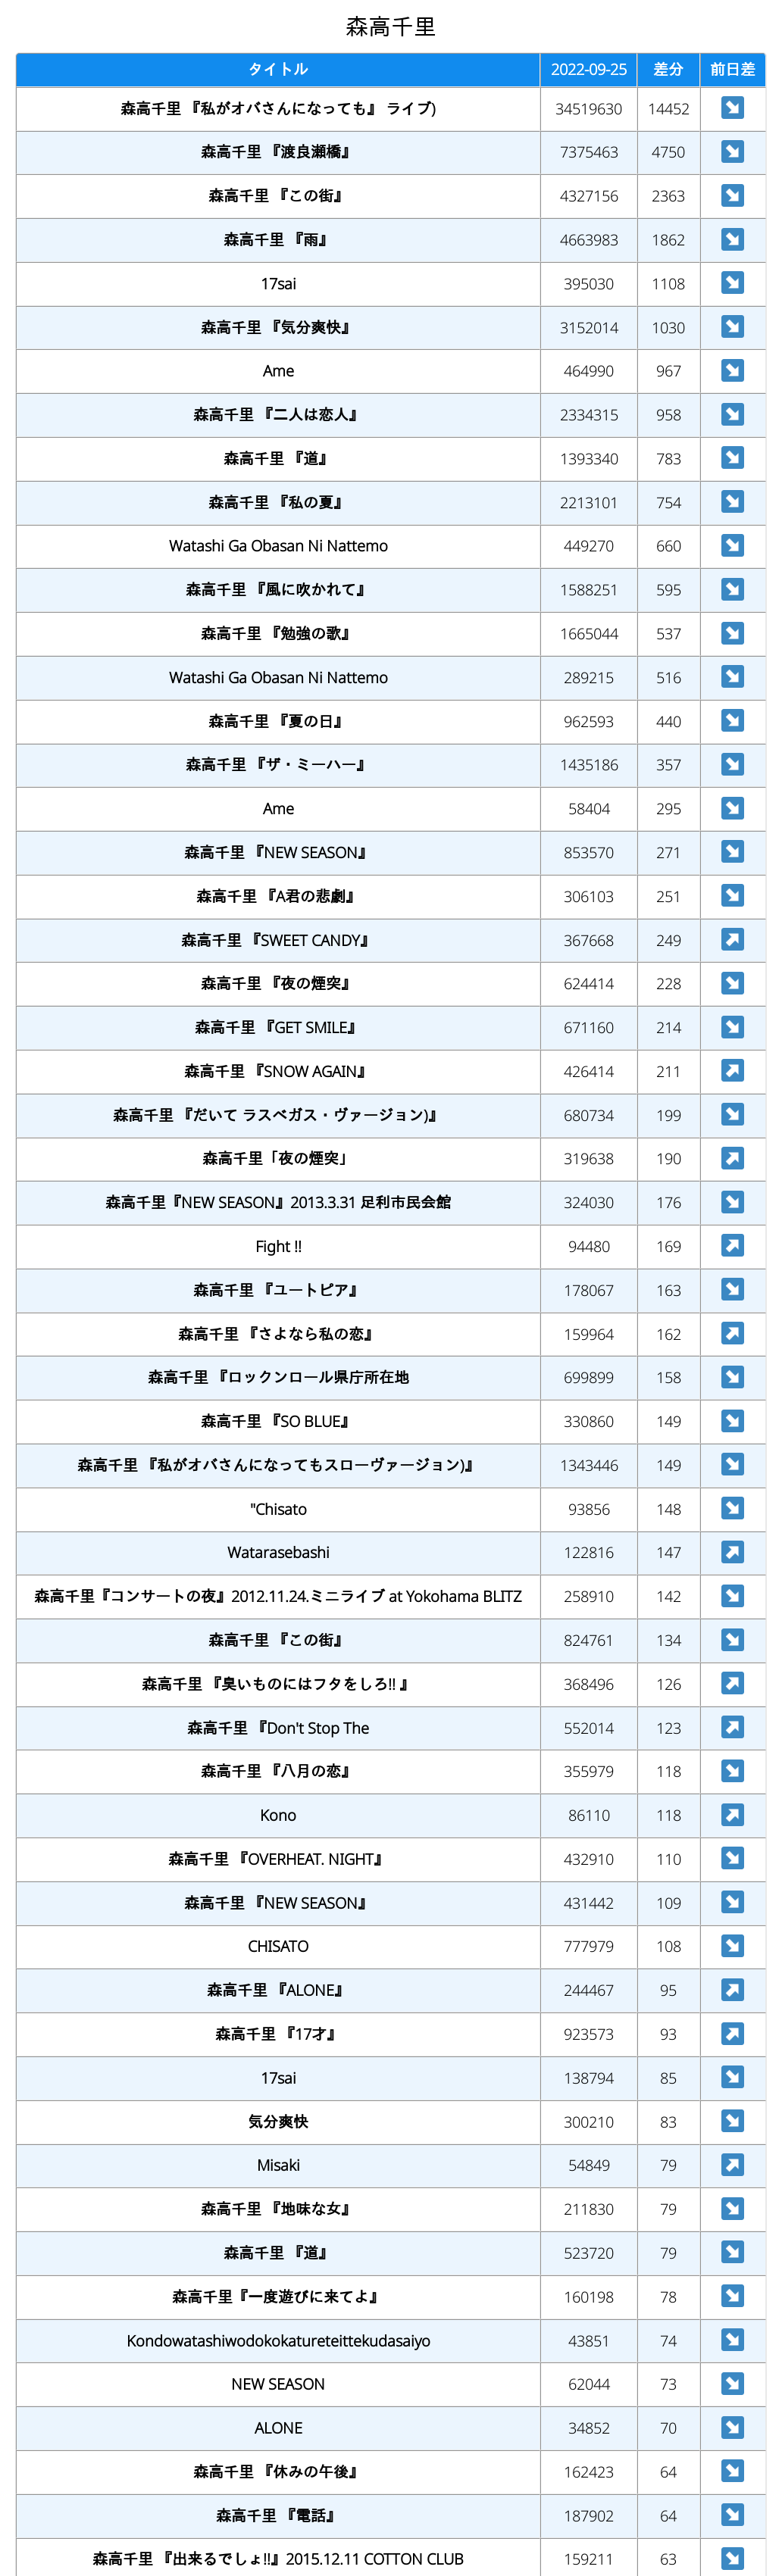 森高千里
タイトル 2022-09-25 差分 前日差
森高千里 『私がオバさんになっても』 ライブ) 34519630 14452
森高千里 『渡良瀬橋』 7375463 4750
森高千里 『この街』 4327156 2363
森高千里 『雨』 4663983 1862
17sai 395030 1108
森高千里 『気分爽快』 3152014 1030
Ame 464990 967
森高千里 『二人は恋人』 2334315 958
森高千里 『道』 1393340 783
森高千里 『私の夏』 2213101 754
Watashi Ga Obasan Ni Nattemo 449270 660
森高千里 『風に吹かれて』 1588251 595
森高千里 『勉強の歌』 1665044 537
Watashi Ga Obasan Ni Nattemo 289215 516
森高千里 『夏の日』 962593 440
森高千里 『ザ・ミーハー』 1435186 357
Ame 58404 295
森高千里 『NEW SEASON』 853570 271
森高千里 『A君の悲劇』 306103 251
森高千里 『SWEET CANDY』 367668 249
森高千里 『夜の煙突』 624414 228
森高千里 『GET SMILE』 671160 214
森高千里 『SNOW AGAIN』 426414 211
森高千里 『だいて ラスベガス・ヴァージョン)』 680734 199
森高千里「夜の煙突」 319638 190
森高千里『NEW SEASON』2013.3.31 足利市民会館 324030 176
Fight !! 94480 169
森高千里 『ユートピア』 178067 163
森高千里 『さよなら私の恋』 159964 162
森高千里 『ロックンロール県庁所在地 699899 158
森高千里 『SO BLUE』 330860 149
森高千里 『私がオバさんになってもスローヴァージョン)』 1343446 149
"Chisato 93856 148
Watarasebashi 122816 147
森高千里『コンサートの夜』2012.11.24.ミニライブ at Yokohama BLITZ 258910 142
森高千里 『この街』 824761 134
森高千里 『臭いものにはフタをしろ!! 』 368496 126
森高千里 『Don't Stop The 552014 123
森高千里 『八月の恋』 355979 118
Kono 86110 118
森高千里 『OVERHEAT. NIGHT』 432910 110
森高千里 『NEW SEASON』 431442 109
CHISATO 777979 108
森高千里 『ALONE』 244467 95
森高千里 『17才』 923573 93
17sai 138794 85
気分爽快 300210 83
Misaki 54849 79
森高千里 『地味な女』 211830 79
森高千里 『道』 523720 79
森高千里『一度遊びに来てよ』 160198 78
Kondowatashiwodokokatureteittekudasaiyo 43851 74
NEW SEASON 62044 73
ALONE 34852 70
森高千里 『休みの午後』 162423 64
森高千里 『電話』 187902 64
森高千里 『出来るでしょ!!』2015.12.11 COTTON CLUB 159211 63